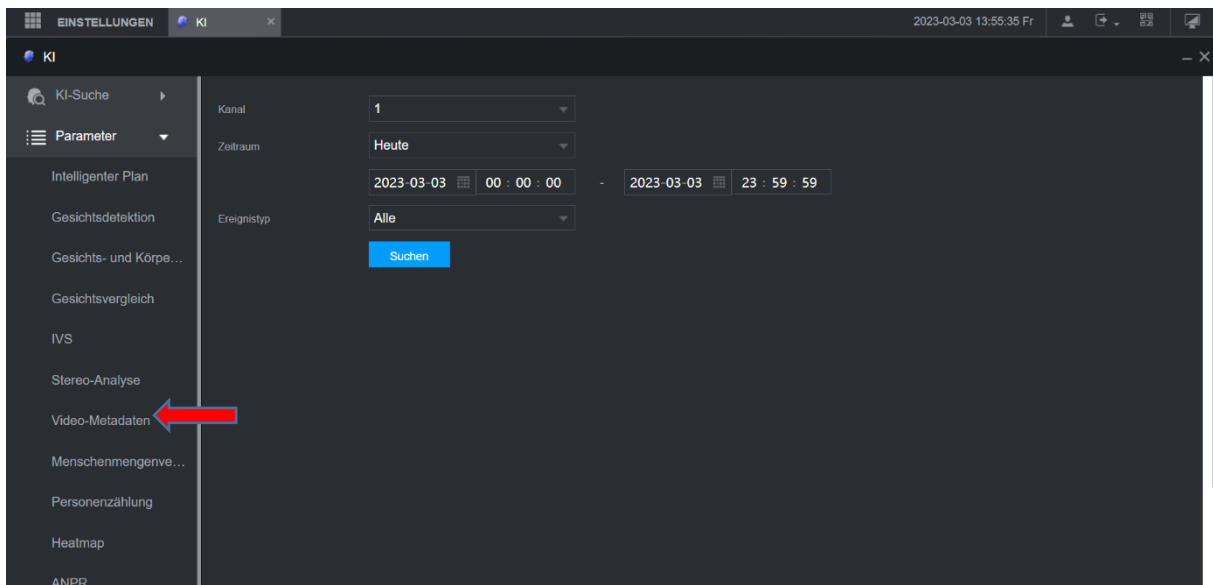 EINSTELLUNGEN KI × 2023-03-03 13:55:35 Fr
KI
KI-Suche
Parameter
Intelligenter Plan
Gesichtsdetektion
Gesichts- und Körpe...
Gesichtsvergleich
IVS
Stereo-Analyse
Video-Metadaten
Menschenmengenve...
Personenzählung
Heatmap
ANPR
Kanal 1
Zeitraum Heute
2023-03-03 00 : 00 : 00 - 2023-03-03 23 : 59 : 59
Ereignistyp Alle
Suchen